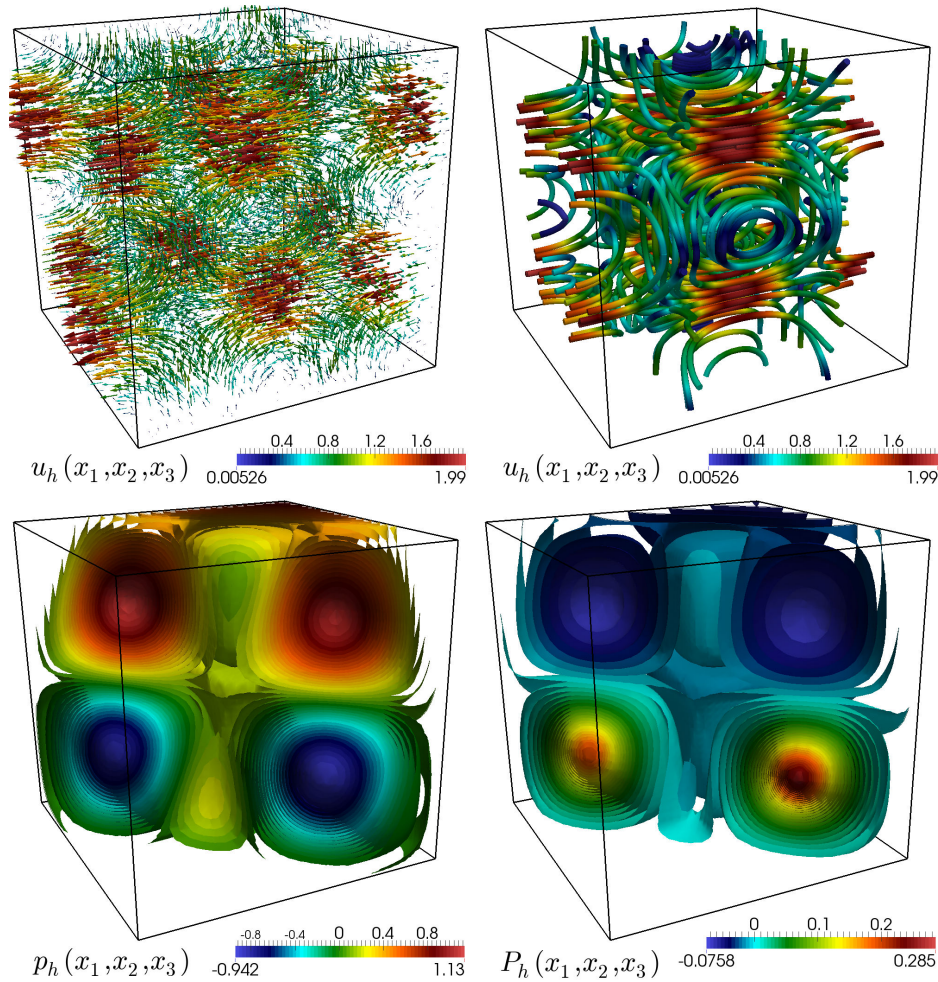 0.4 0.8 1.2 1.6
u_h(x_1,x_2,x_3)
0.00526 1.99
0.4 0.8 1.2 1.6
u_h(x_1,x_2,x_3)
0.00526 1.99
-0.8 -0.4 0 0.4 0.8
p_h(x_1,x_2,x_3)
-0.942 1.13
0 0.1 0.2
P_h(x_1,x_2,x_3)
-0.0758 0.285